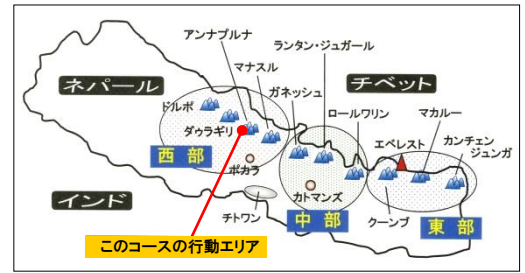 アンナプルナ
ランタン・ジュガール
マナスル
ネパール
ガネッシュ
チベット
ドルポ
ロールワリン
マカルー
ダウラギリ
エベレスト
カンチェン
ジュンガ
西部
ポカラ
カトマンズ
インド
チトワン
中部
クーンブ
東部
このコースの行動エリア